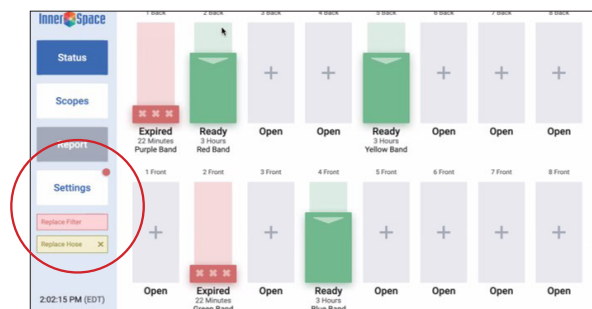 InnerSpace
1 Back 2 Back 3 Back 4 Back 5 Back 6 Back 7 Back 8 Back
Status
Scopes
Report
Settings
Replace Filter
Replace Hose ×
2:02:15 PM (EDT)
Expired Ready Open Open Ready Open Open Open
22 Minutes 3 Hours 3 Hours
Purple Band Red Band Yellow Band
1 Front 2 Front 3 Front 4 Front 5 Front 6 Front 7 Front 8 Front
Open Expired Open Ready Open Open Open Open
22 Minutes 3 Hours
Green Band Blue Band